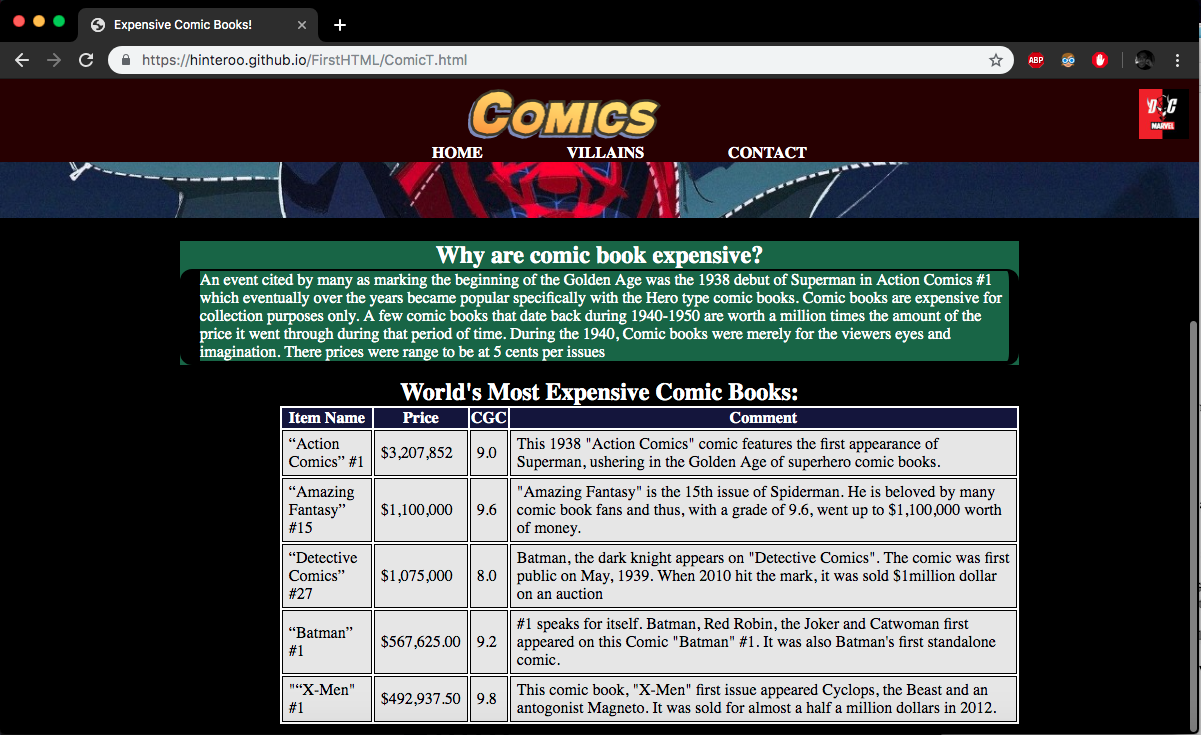 Expensive Comic Books!
https://hinteroo.github.io/FirstHTML/ComicT.html
ABP
COMICS
HOME VILLAINS CONTACT
DC
MARVEL
Why are comic book expensive?
An event cited by many as marking the beginning of the Golden Age was the 1938 debut of Superman in Action Comics #1
which eventually over the years became popular specifically with the Hero type comic books. Comic books are expensive for
collection purposes only. A few comic books that date back during 1940-1950 are worth a million times the amount of the
price it went through during that period of time. During the 1940, Comic books were merely for the viewers eyes and
imagination. There prices were range to be at 5 cents per issues
World's Most Expensive Comic Books:
Item Name Price CGC Comment
“Action
Comics” #1
$3,207,852
9.0
This 1938 "Action Comics" comic features the first appearance of
Superman, ushering in the Golden Age of superhero comic books.
“Amazing
Fantasy”
#15
$1,100,000
9.6
"Amazing Fantasy" is the 15th issue of Spiderman. He is beloved by many
comic book fans and thus, with a grade of 9.6, went up to $1,100,000 worth
of money.
“Detective
Comics”
#27
$1,075,000
8.0
Batman, the dark knight appears on "Detective Comics". The comic was first
public on May, 1939. When 2010 hit the mark, it was sold $1million dollar
on an auction
“Batman”
#1
$567,625.00
9.2
#1 speaks for itself. Batman, Red Robin, the Joker and Catwoman first
appeared on this Comic "Batman" #1. It was also Batman's first standalone
comic.
"“X-Men"
#1
$492,937.50
9.8
This comic book, "X-Men" first issue appeared Cyclops, the Beast and an
antogonist Magneto. It was sold for almost a half a million dollars in 2012.